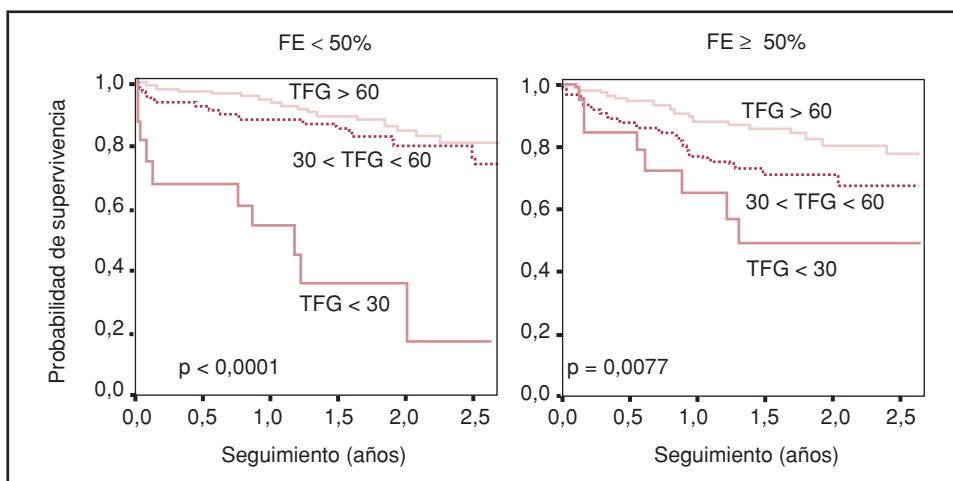 FE < 50%
FE ≥ 50%
Probabilidad de supervivencia
1,0
0,8
0,6
0,4
0,2
0,0
TFG > 60
30 < TFG < 60
TFG < 30
p < 0,0001
0,0 0,5 1,0 1,5 2,0 2,5
Seguimiento (años)
1,0
0,8
0,6
0,4
0,2
0,0
TFG > 60
30 < TFG < 60
TFG < 30
p = 0,0077
0,0 0,5 1,0 1,5 2,0 2,5
Seguimiento (años)